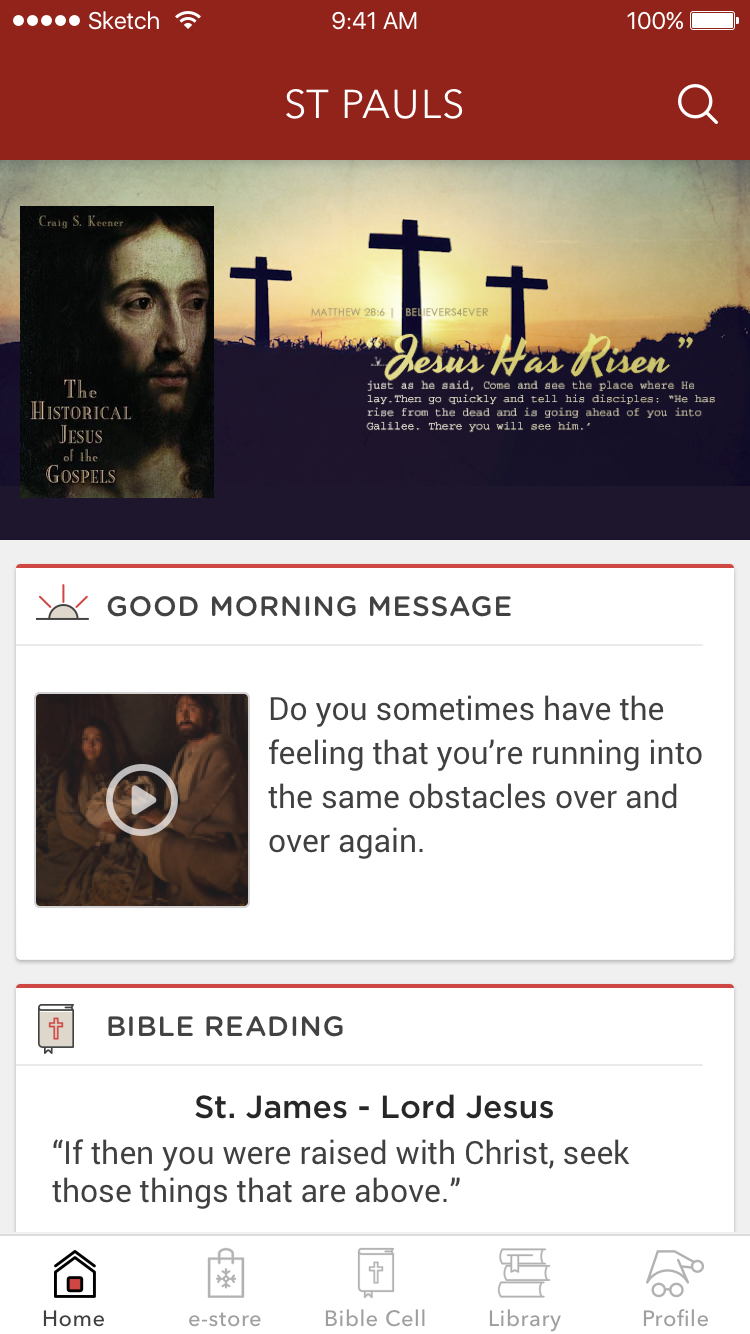 Sketch 9:41 AM 100%
ST PAULS
Craig S. Keener
The
HISTORICAL
JESUS
of the
GOSPELS
MATTHEW 28:6 | BELIEVERS4EVER
“Jesus Has Risen”
just as he said, Come and see the place where He
lay.Then go quickly and tell his disciples: "He has
rise from the dead and is going ahead of you into
Galilee. There you will see him.'
GOOD MORNING MESSAGE
Do you sometimes have the
feeling that you’re running into
the same obstacles over and
over again.
BIBLE READING
St. James - Lord Jesus
“If then you were raised with Christ, seek
those things that are above.”
Home e-store Bible Cell Library Profile